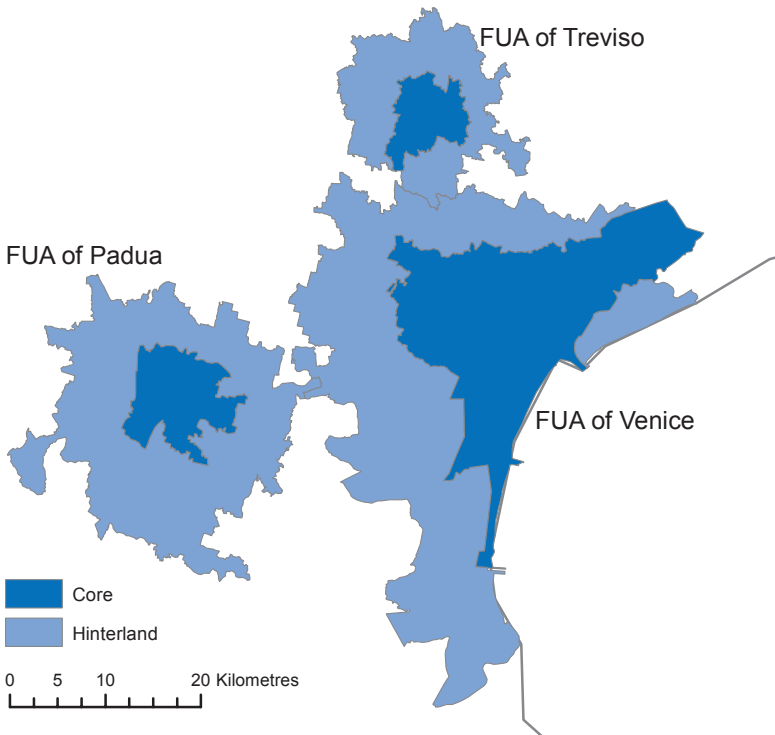 FUA of Treviso
FUA of Padua
FUA of Venice
Core
Hinterland
0 5 10 20 Kilometres